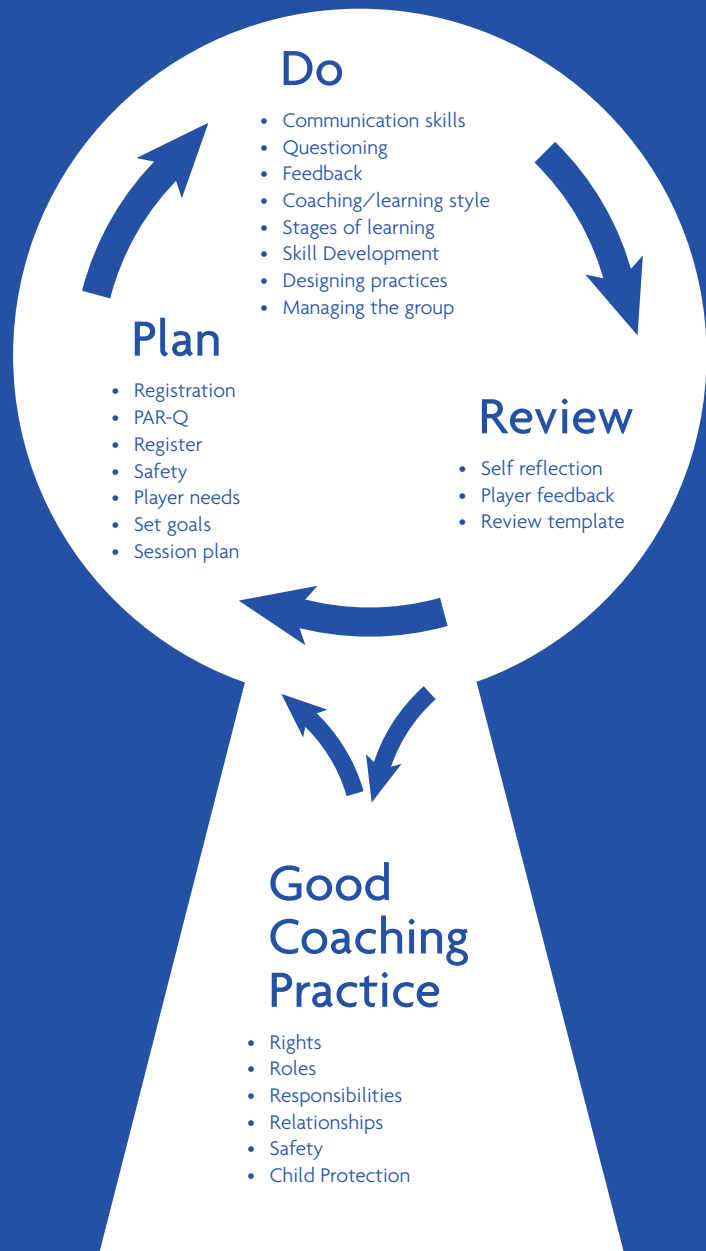 Do
• Communication skills
• Questioning
• Feedback
• Coaching/learning style
• Stages of learning
• Skill Development
• Designing practices
• Managing the group
Plan
• Registration
• PAR-Q
• Register
• Safety
• Player needs
• Set goals
• Session plan
Review
• Self reflection
• Player feedback
• Review template
Good
Coaching
Practice
• Rights
• Roles
• Responsibilities
• Relationships
• Safety
• Child Protection